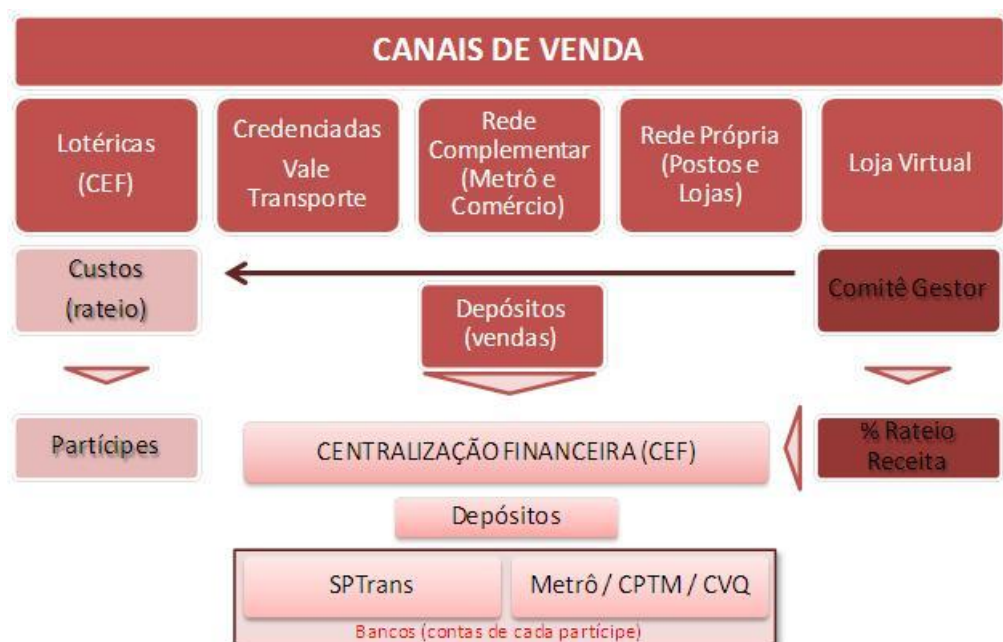 CANAIS DE VENDA
Lotéricas
(CEF)
Credenciadas
Vale
Transporte
Rede
Complementar
(Metrô e
Comércio)
Rede Própria
(Postos e
Lojas)
Loja Virtual
Custos
(rateio)
Depósitos
(vendas)
Comitê Gestor
Partícipes
CENTRALIZAÇÃO FINANCEIRA (CEF)
% Rateio
Receita
Depósitos
SPTrans
Metrô / CPTM / CVQ
Bancos (contas de cada partícipe)